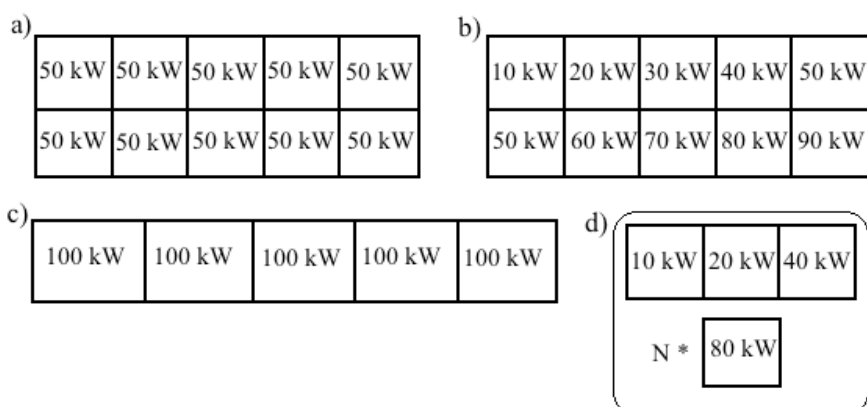 a)
50 kW 50 kW 50 kW 50 kW 50 kW
50 kW 50 kW 50 kW 50 kW 50 kW
b)
10 kW 20 kW 30 kW 40 kW 50 kW
50 kW 60 kW 70 kW 80 kW 90 kW
c)
100 kW 100 kW 100 kW 100 kW 100 kW
d)
10 kW 20 kW 40 kW
N * 80 kW